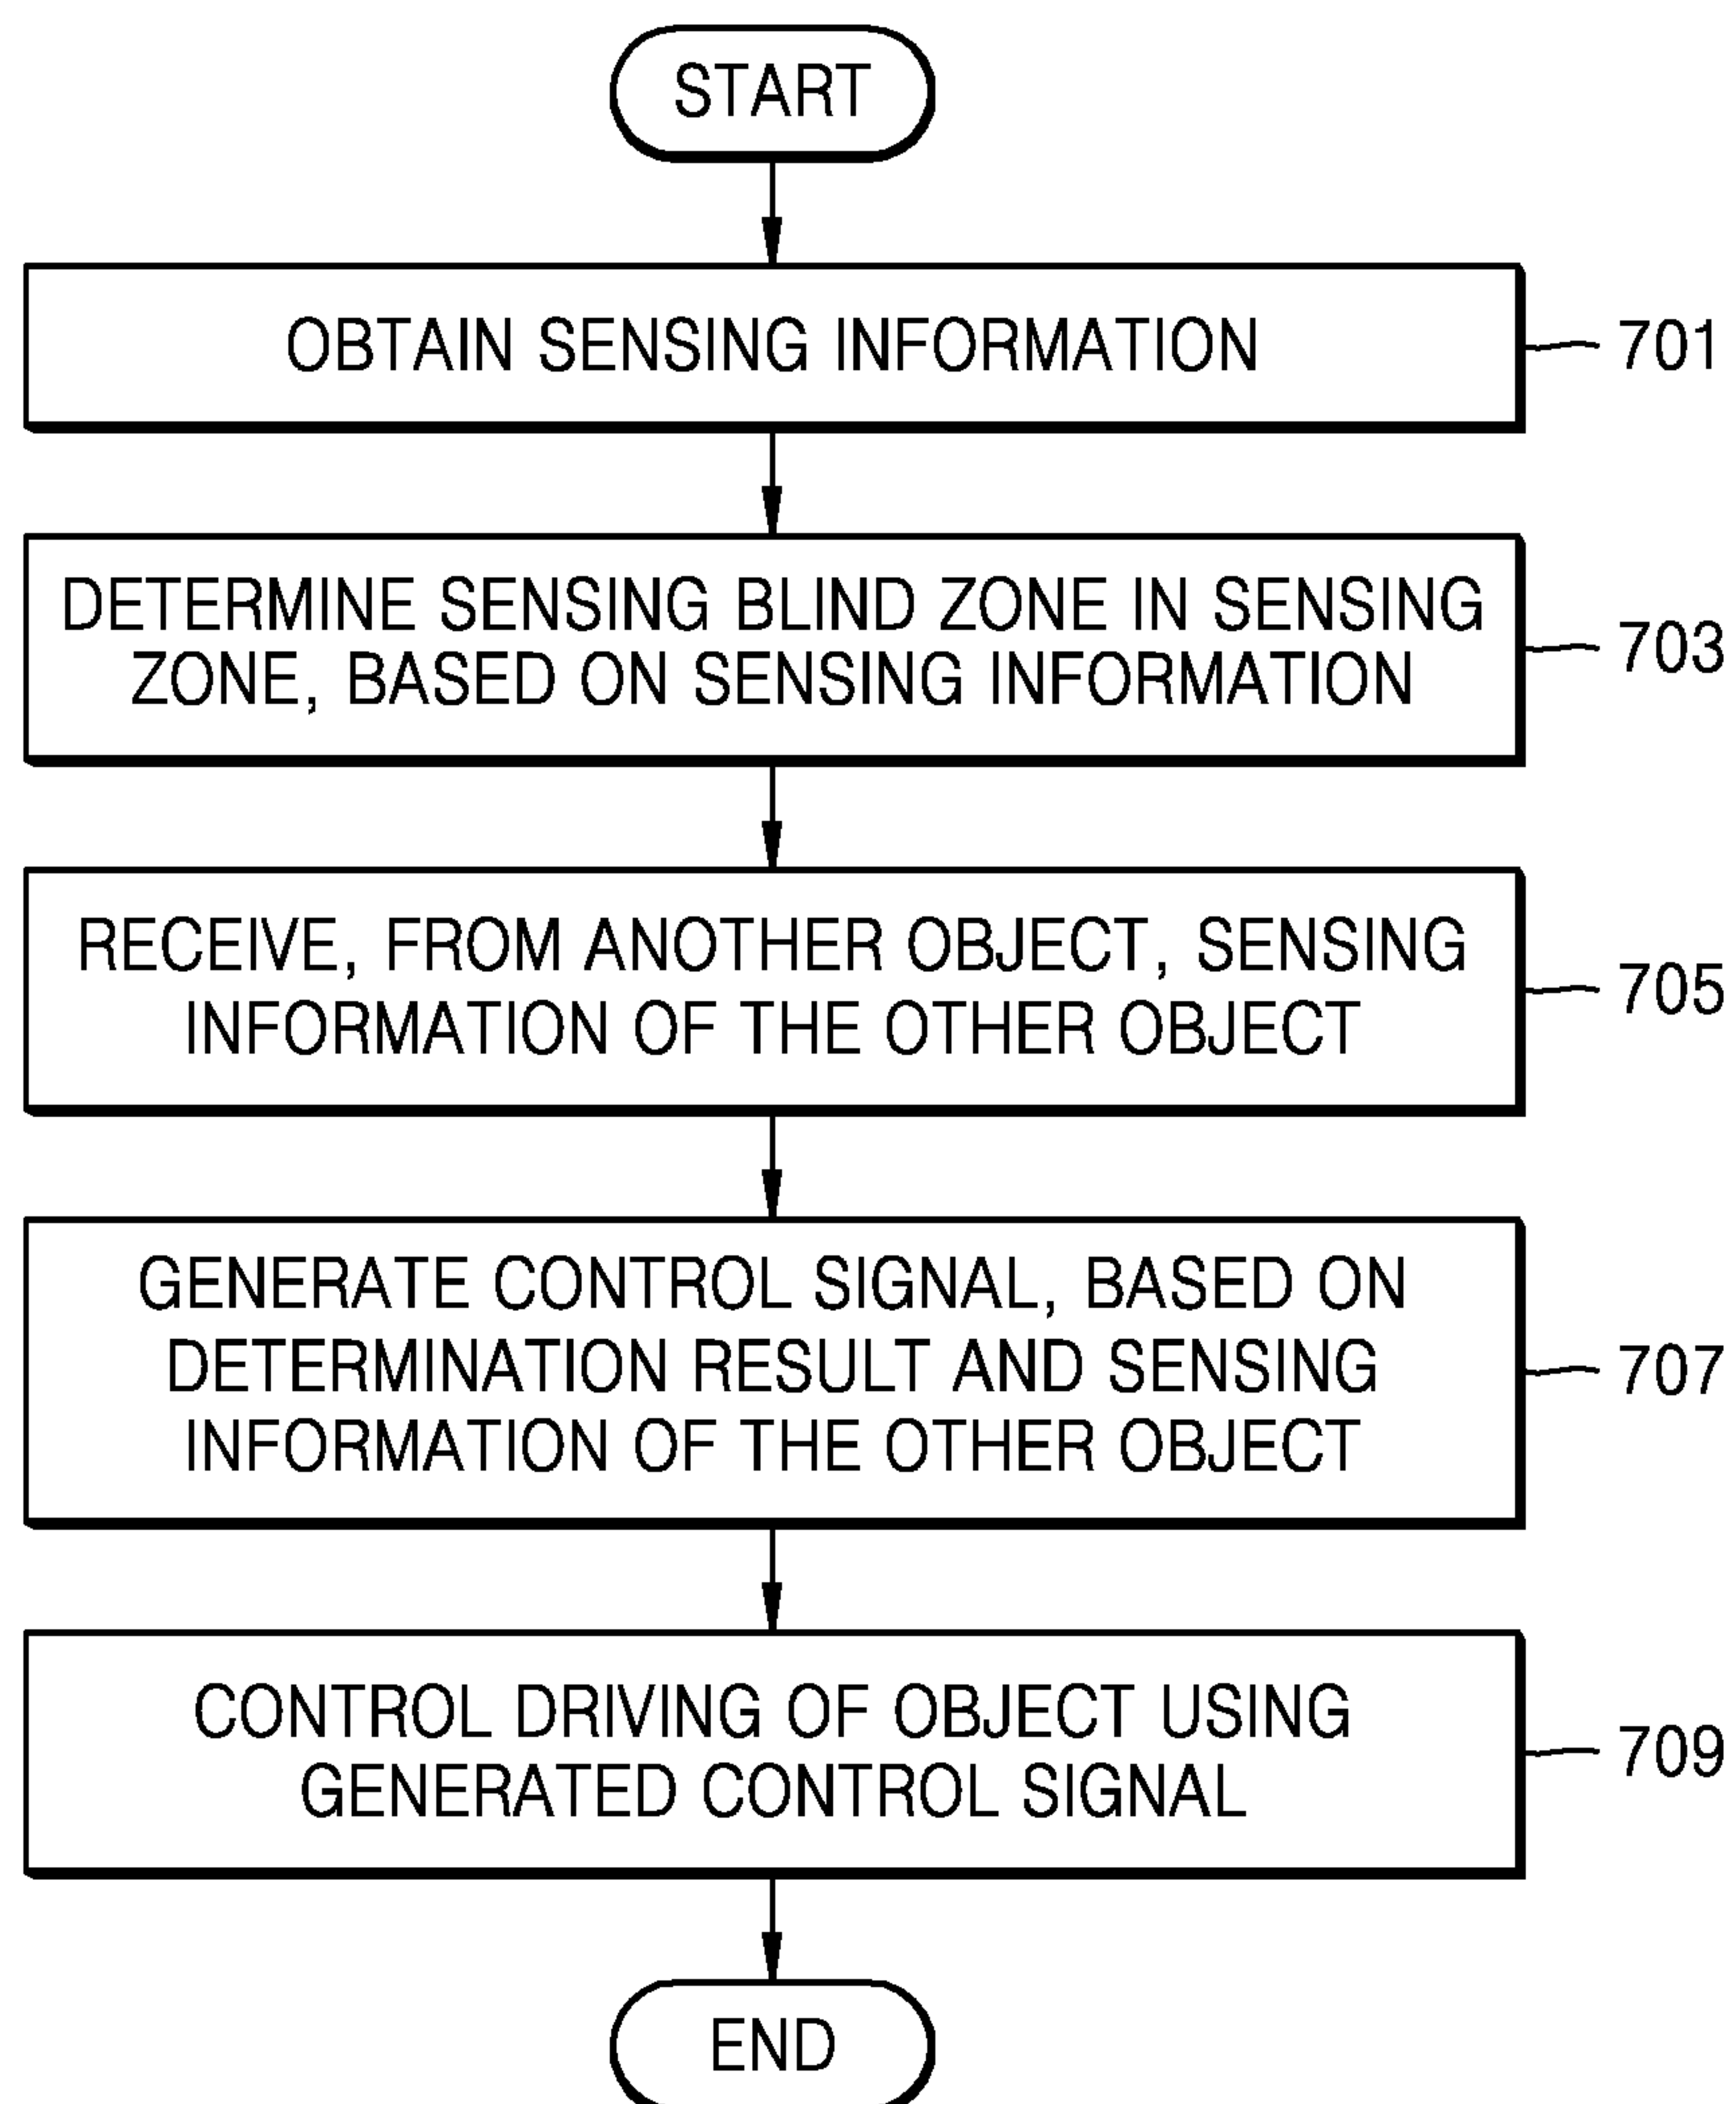 START
OBTAIN SENSING INFORMATION
701
DETERMINE SENSING BLIND ZONE IN SENSING
ZONE, BASED ON SENSING INFORMATION
703
RECEIVE, FROM ANOTHER OBJECT, SENSING
INFORMATION OF THE OTHER OBJECT
705
GENERATE CONTROL SIGNAL, BASED ON
DETERMINATION RESULT AND SENSING
INFORMATION OF THE OTHER OBJECT
707
CONTROL DRIVING OF OBJECT USING
GENERATED CONTROL SIGNAL
709
END